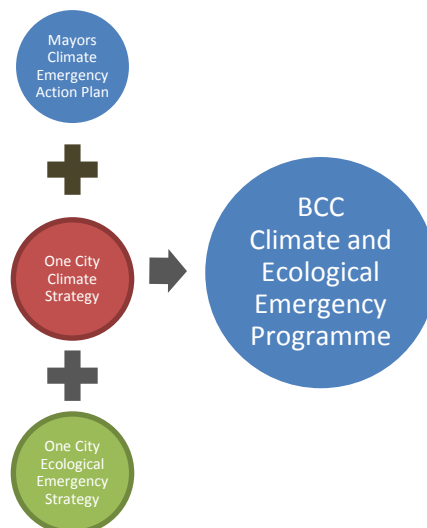 Mayors
Climate
Emergency
Action Plan
One City
Climate
Strategy
One City
Ecological
Emergency
Strategy
BCC
Climate and
Ecological
Emergency
Programme